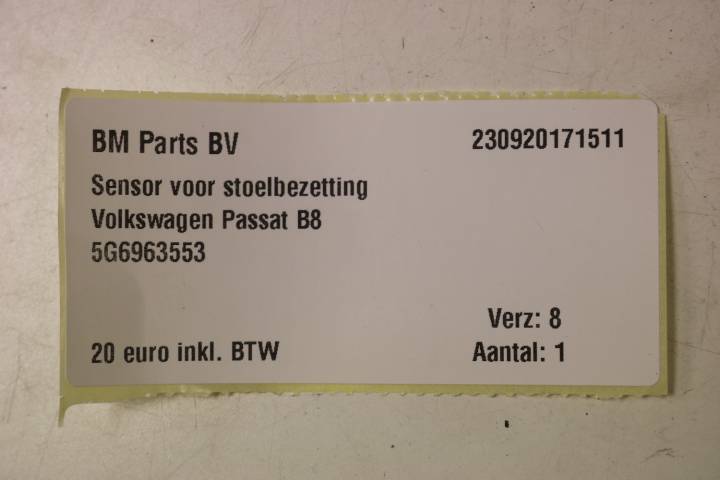 BM Parts BV 230920171511
Sensor voor stoelbezetting
Volkswagen Passat B8
5G6963553
Verz: 8
20 euro inkl. BTW Aantal: 1